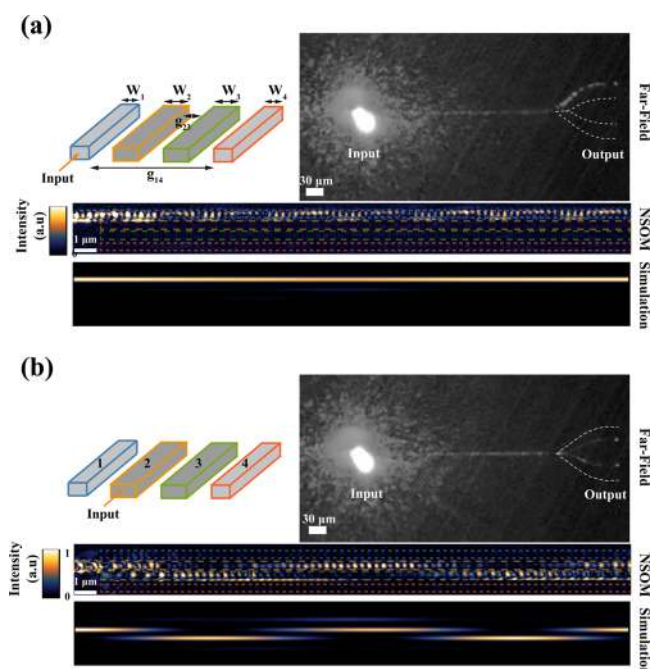 (a)
W1 W2 W3 W4
g23
Input
g14
Input
Output
30 μm
Far-Field
Intensity
(a.u)
1 μm
NSOM
Simulation
(b)
1 2 3 4
Input
Input
Output
30 μm
Far-Field
Intensity
(a.u)
1
0
1 μm
NSOM
Simulation